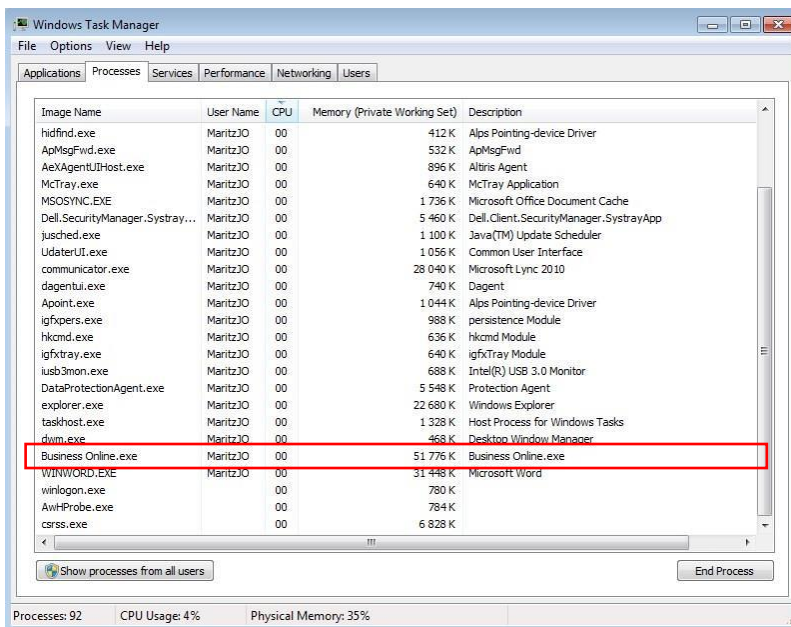 Windows Task Manager
File Options View Help
Applications Processes Services Performance Networking Users
Image Name User Name CPU Memory (Private Working Set) Description
hidfind.exe MaritzJO 00 412 K Alps Pointing-device Driver
ApMsgFwd.exe MaritzJO 00 532 K ApMsgFwd
AeXAgentUIHost.exe MaritzJO 00 896 K Altiris Agent
McTray.exe MaritzJO 00 640 K McTray Application
MSOSYNC.EXE MaritzJO 00 1 736 K Microsoft Office Document Cache
Dell.SecurityManager.Systray... MaritzJO 00 5 460 K Dell.Client.SecurityManager.SystrayApp
jusched.exe MaritzJO 00 1 100 K Java(TM) Update Scheduler
UdaterUI.exe MaritzJO 00 1 056 K Common User Interface
communicator.exe MaritzJO 00 28 040 K Microsoft Lync 2010
dagentui.exe MaritzJO 00 740 K Dagent
Apoint.exe MaritzJO 00 1 044 K Alps Pointing-device Driver
igfxpers.exe MaritzJO 00 988 K persistence Module
hkcmd.exe MaritzJO 00 636 K hkcmd Module
igfxtray.exe MaritzJO 00 640 K igfxTray Module
iusb3mon.exe MaritzJO 00 688 K Intel(R) USB 3.0 Monitor
DataProtectionAgent.exe MaritzJO 00 5 548 K Protection Agent
explorer.exe MaritzJO 00 22 680 K Windows Explorer
taskhost.exe MaritzJO 00 1 328 K Host Process for Windows Tasks
dwm.exe MaritzJO 00 468 K Desktop Window Manager
Business Online.exe MaritzJO 00 51 776 K Business Online.exe
WINWORD.EXE MaritzJO 00 31 448 K Microsoft Word
winlogon.exe 00 780 K
AwHProbe.exe 00 784 K
csrss.exe 00 6 828 K
Show processes from all users End Process
Processes: 92 CPU Usage: 4% Physical Memory: 35%